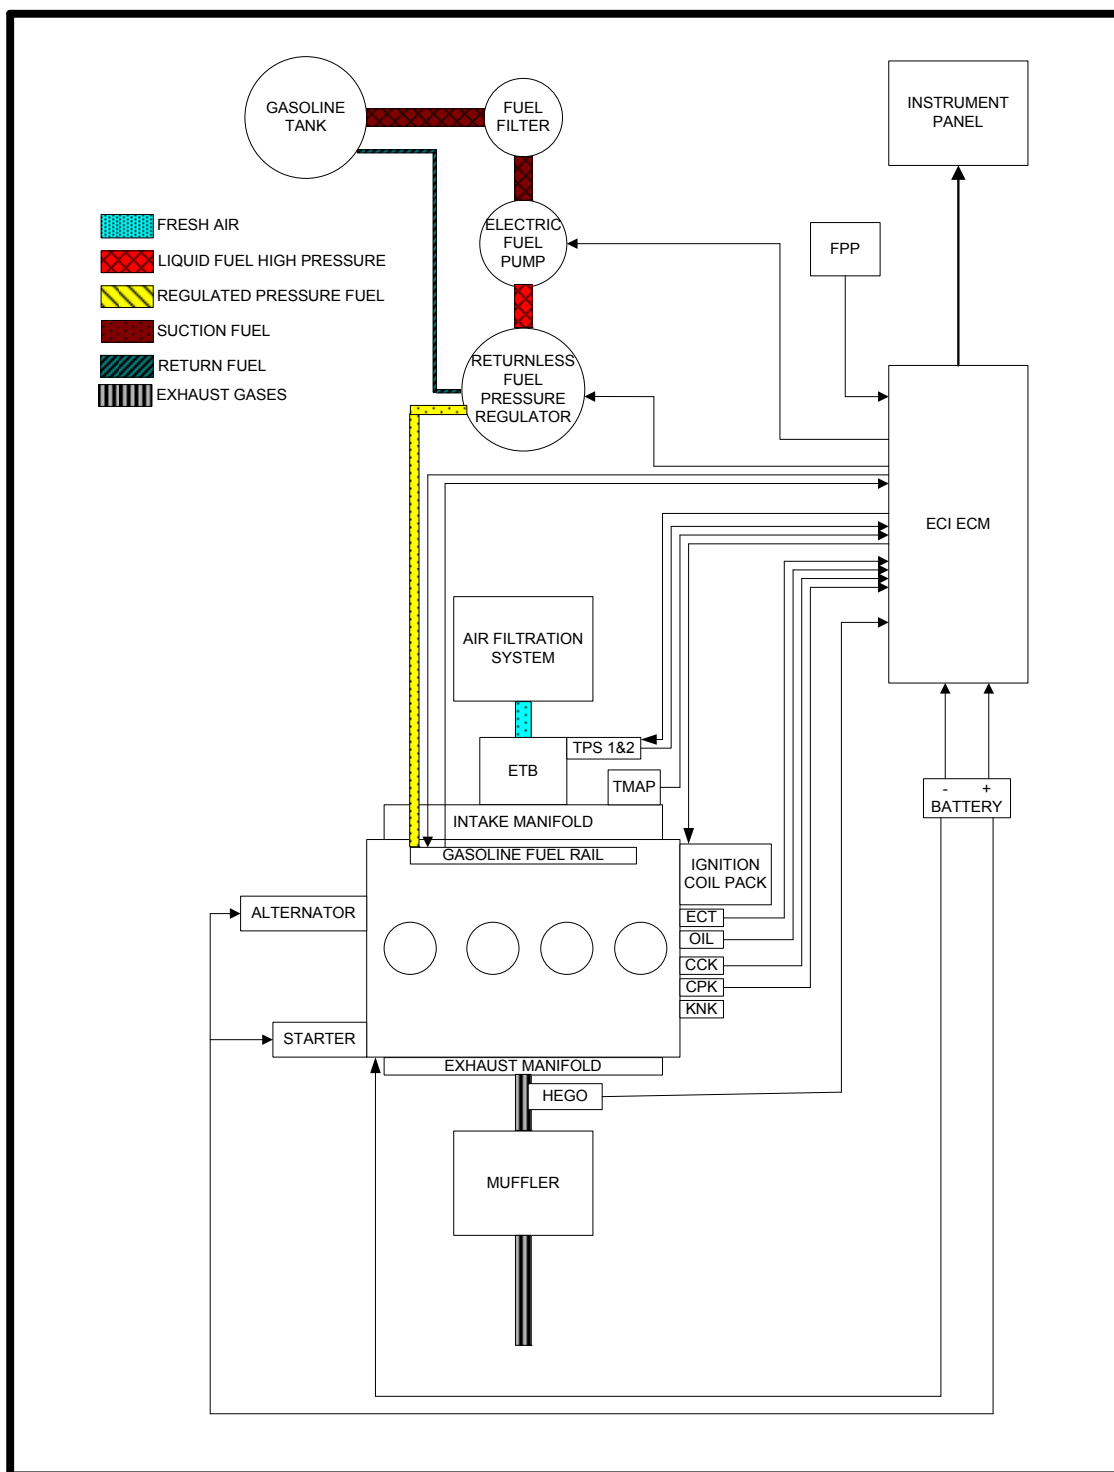 GASOLINE
TANK
FUEL
FILTER
INSTRUMENT
PANEL
FRESH AIR
LIQUID FUEL HIGH PRESSURE
REGULATED PRESSURE FUEL
SUCTION FUEL
RETURN FUEL
EXHAUST GASES
ELECTRIC
FUEL
PUMP
FPP
RETURNLESS
FUEL
PRESSURE
REGULATOR
ECI ECM
AIR FILTRATION
SYSTEM
ETB
TPS 1&2
TMAP
- +
BATTERY
INTAKE MANIFOLD
GASOLINE FUEL RAIL
IGNITION
COIL PACK
ALTERNATOR
ECT
OIL
CCK
CPK
KNK
STARTER
EXHAUST MANIFOLD
HEGO
MUFFLER